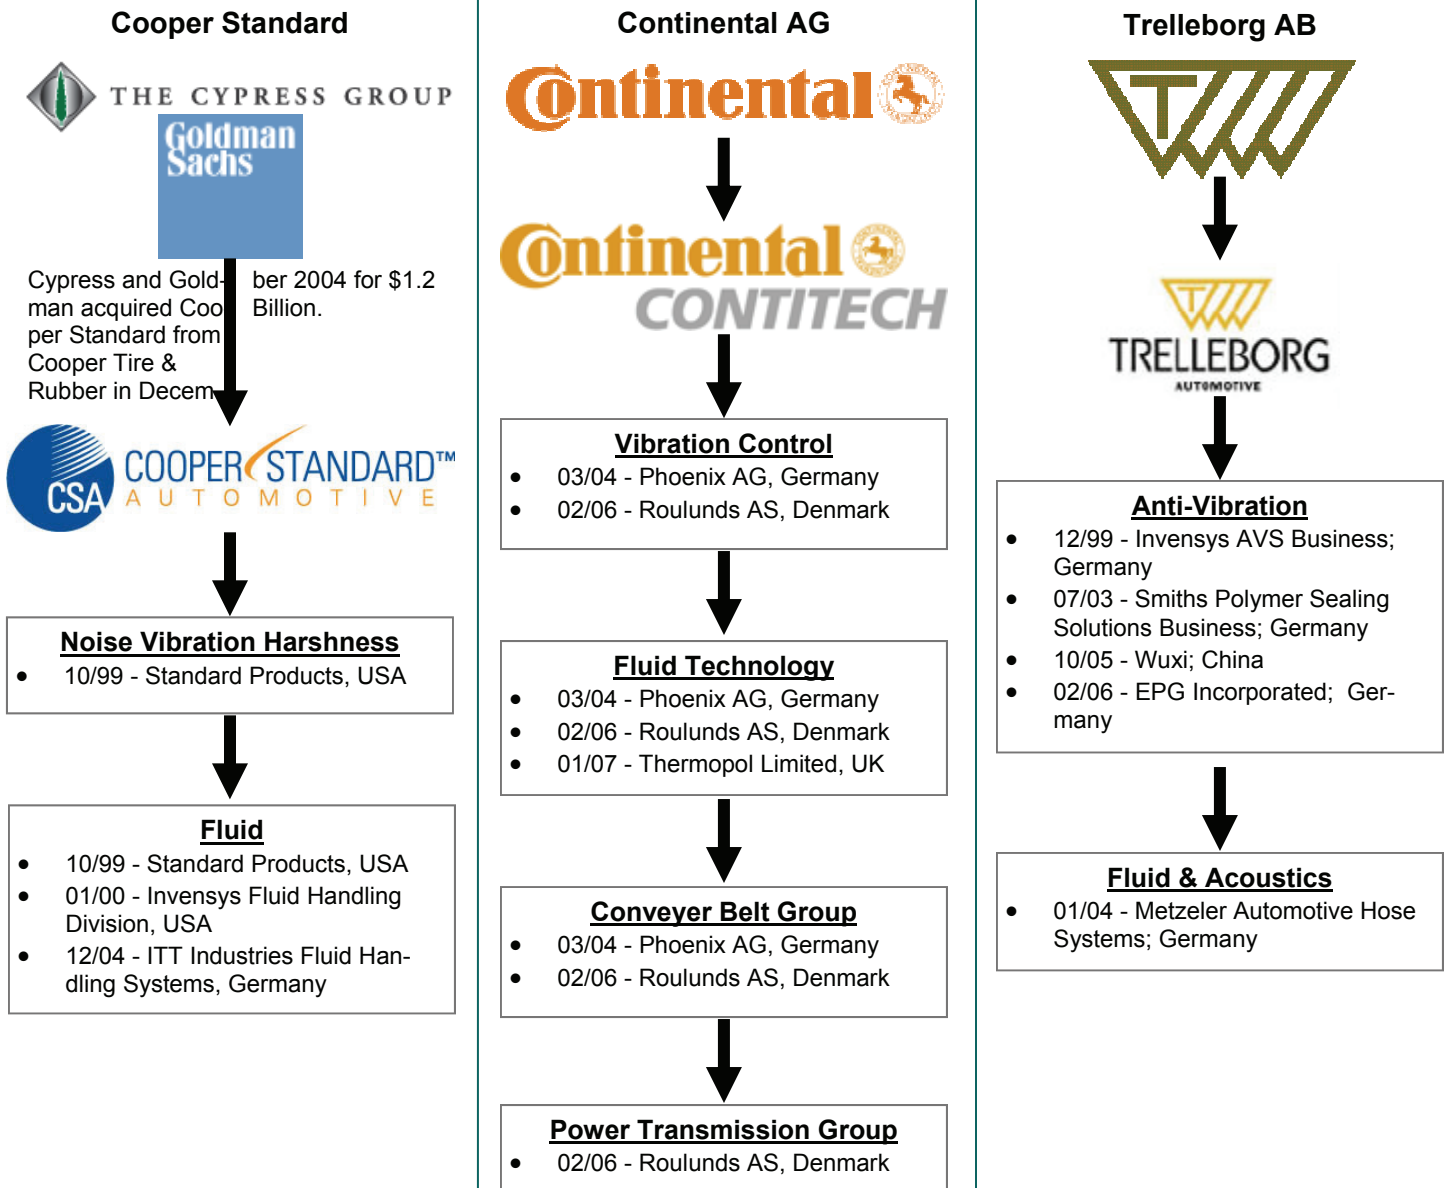 Cooper Standard
THE CYPRESS GROUP
Goldman
Sachs
Cypress and Gold-
man acquired Coo
per Standard from
Cooper Tire &
Rubber in Decem
ber 2004 for $1.2
Billion.
CSA
COOPER STANDARD™
AUTOMOTIVE
Noise Vibration Harshness
• 10/99 - Standard Products, USA
Fluid
• 10/99 - Standard Products, USA
• 01/00 - Invensys Fluid Handling
Division, USA
• 12/04 - ITT Industries Fluid Han-
dling Systems, Germany
Continental AG
Continental
Continental
CONTITECH
Vibration Control
• 03/04 - Phoenix AG, Germany
• 02/06 - Roulunds AS, Denmark
Fluid Technology
• 03/04 - Phoenix AG, Germany
• 02/06 - Roulunds AS, Denmark
• 01/07 - Thermopol Limited, UK
Conveyer Belt Group
• 03/04 - Phoenix AG, Germany
• 02/06 - Roulunds AS, Denmark
Power Transmission Group
• 02/06 - Roulunds AS, Denmark
Trelleborg AB
TRELLEBORG
AUTOMOTIVE
Anti-Vibration
• 12/99 - Invensys AVS Business;
Germany
• 07/03 - Smiths Polymer Sealing
Solutions Business; Germany
• 10/05 - Wuxi; China
• 02/06 - EPG Incorporated; Ger-
many
Fluid & Acoustics
• 01/04 - Metzeler Automotive Hose
Systems; Germany